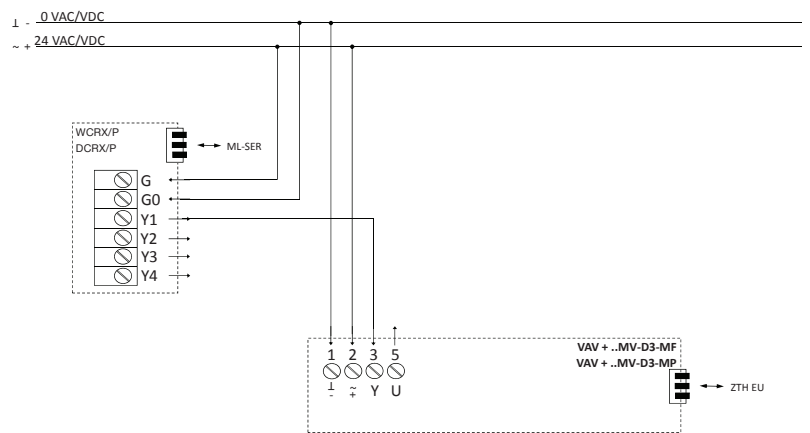 ⊥ - 0 VAC/VDC
~ + 24 VAC/VDC
WCRX/P
DCRX/P
ML-SER
G
G0
Y1
Y2
Y3
Y4
VAV + ..MV-D3-MF
VAV + ..MV-D3-MP
1 2 3 5
⊥ ~ Y U
- +
ZTH EU